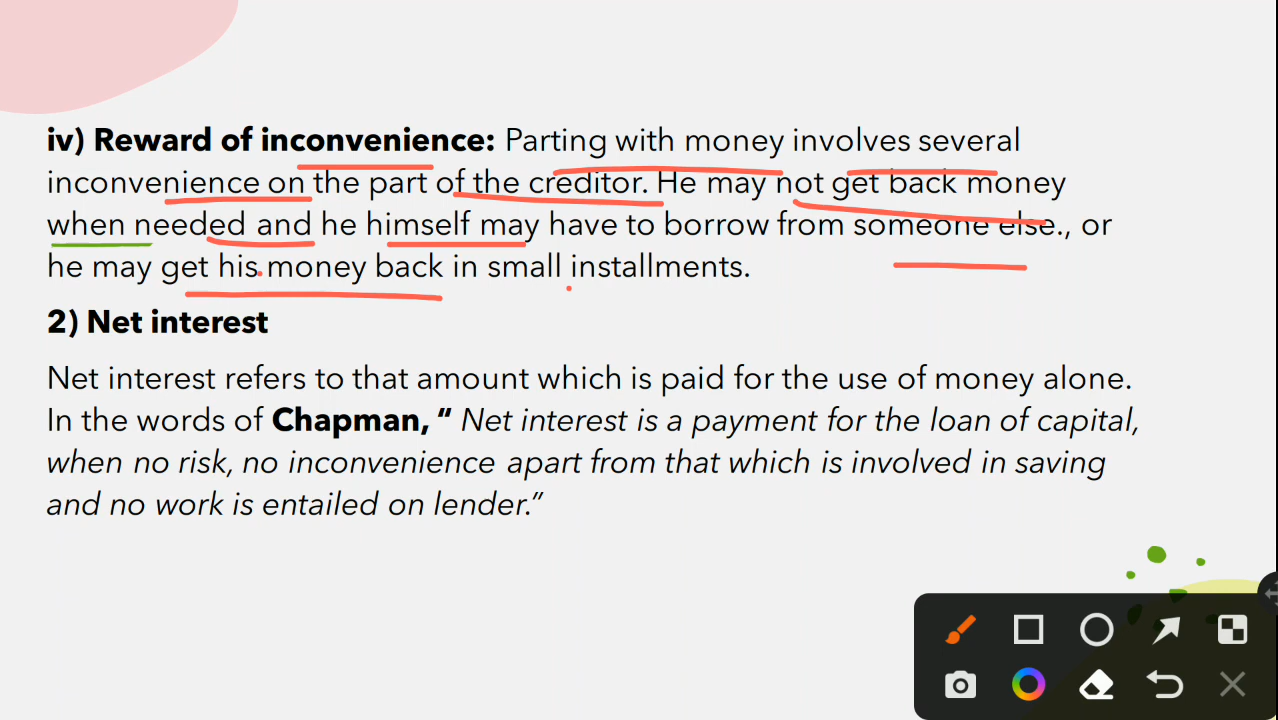 iv) Reward of inconvenience: Parting with money involves several
inconvenience on the part of the creditor. He may not get back money
when needed and he himself may have to borrow from someone else., or
he may get his money back in small installments.
2) Net interest
Net interest refers to that amount which is paid for the use of money alone.
In the words of Chapman, “ Net interest is a payment for the loan of capital,
when no risk, no inconvenience apart from that which is involved in saving
and no work is entailed on lender.”